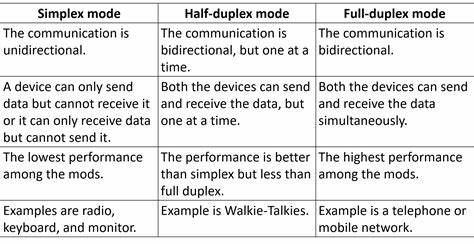 Simplex mode
Half-duplex mode
Full-duplex mode
The communication is
unidirectional.
The communication is
bidirectional, but one at a
time.
The communication is
bidirectional.
A device can only send
data but cannot receive it
or it can only receive data
but cannot send it.
Both the devices can send
and receive the data, but
one at a time.
Both the devices can send
and receive the data
simultaneously.
The lowest performance
among the mods.
The performance is better
than simplex but less than
full duplex.
The highest performance
among the mods.
Examples are radio,
keyboard, and monitor.
Example is Walkie-Talkies.
Example is a telephone or
mobile network.